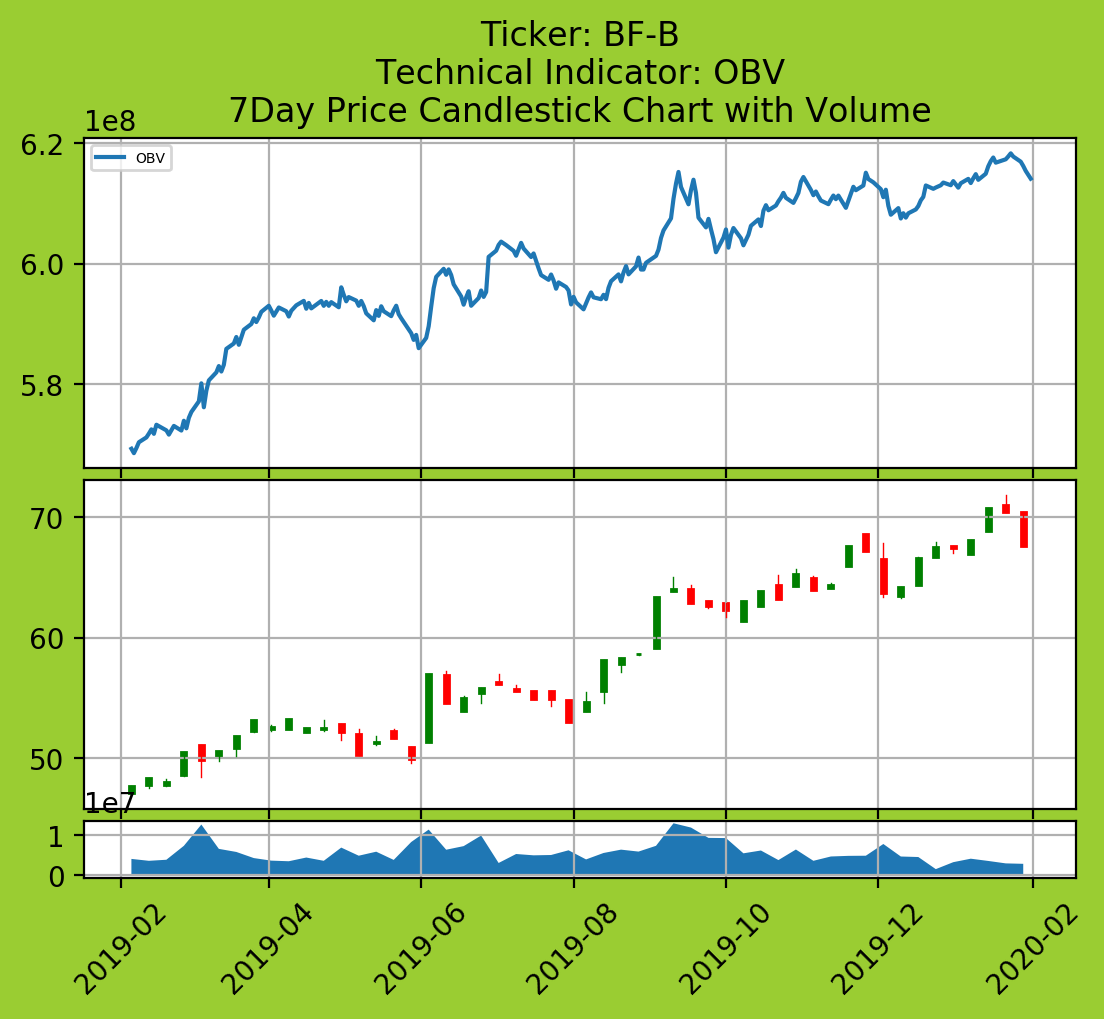 Ticker: BF-B
Technical Indicator: OBV
7Day Price Candlestick Chart with Volume
1e8
6.2
OBV
6.0
5.8
70
60
50
1e7
1
0
2019-02
2019-04
2019-06
2019-08
2019-10
2019-12
2020-02